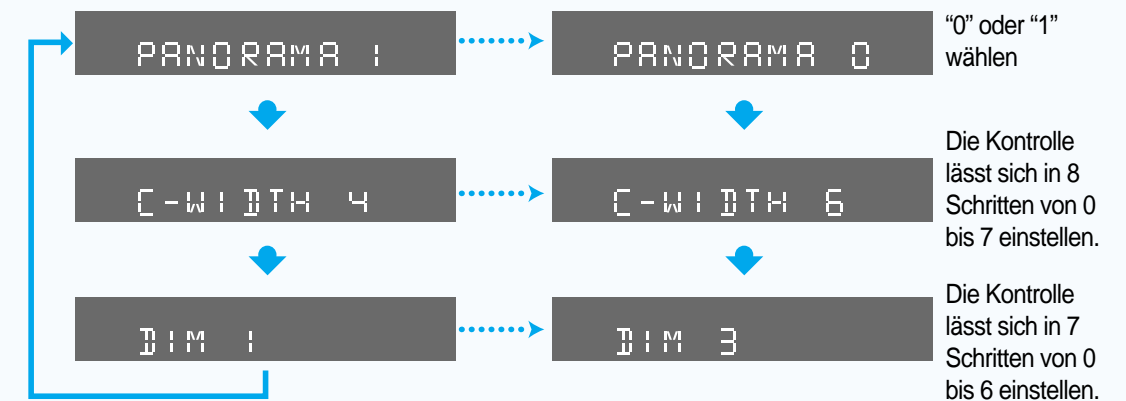 PANORAMA 1
PANORAMA 0
“0” oder “1”
wählen
C-WIDTH 4
C-WIDTH 6
Die Kontrolle
lässt sich in 8
Schritten von 0
bis 7 einstellen.
DIM 1
DIM 3
Die Kontrolle
lässt sich in 7
Schritten von 0
bis 6 einstellen.